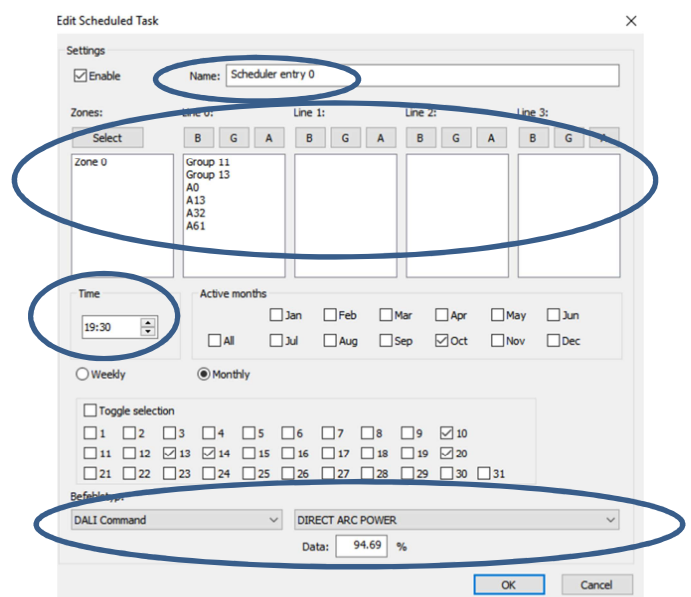 Edit Scheduled Task
Settings
Enable Name: Scheduler entry 0
Zones: Line 0: Line 1: Line 2: Line 3:
Select B G A B G A B G A B G A
Zone 0
Group 11
Group 13
A0
A13
A32
A61
Time Active months
19:30
Jan Feb Mar Apr May Jun
All Jul Aug Sep Oct Nov Dec
Weekly Monthly
Toggle selection
1 2 3 4 5 6 7 8 9 10
11 12 13 14 15 16 17 18 19 20
21 22 23 24 25 26 27 28 29 30 31
Befehlstyp:
DALI Command DIRECT ARC POWER
Data: 94.69 %
OK Cancel